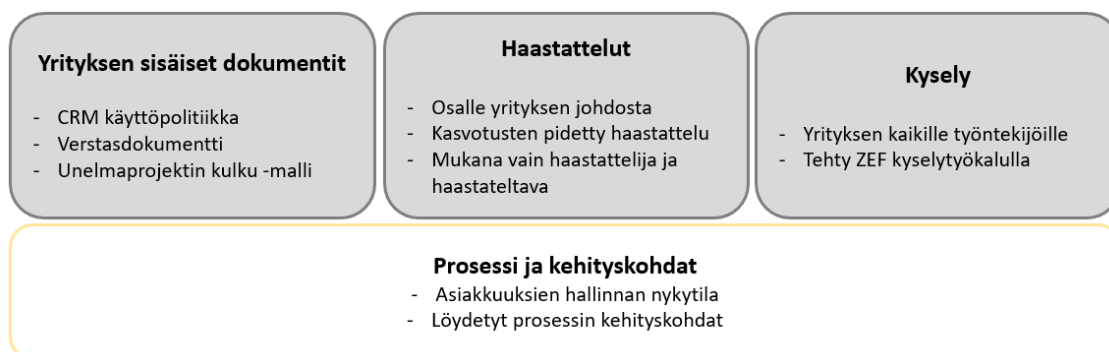 Yrityksen sisäiset dokumentit
- CRM käyttöpolitiikka
- Verstasdokumentti
- Unelmaprojektin kulku -malli
Haastattelut
- Osalle yrityksen johdosta
- Kasvotusten pidetty haastattelu
- Mukana vain haastattelija ja
haastateltava
Kysely
- Yrityksen kaikille työntekijöille
- Tehty ZEF kyselytyökalulla
Prosessi ja kehityskohdat
- Asiakkuuksien hallinnan nykytila
- Löydetyt prosessin kehityskohdat